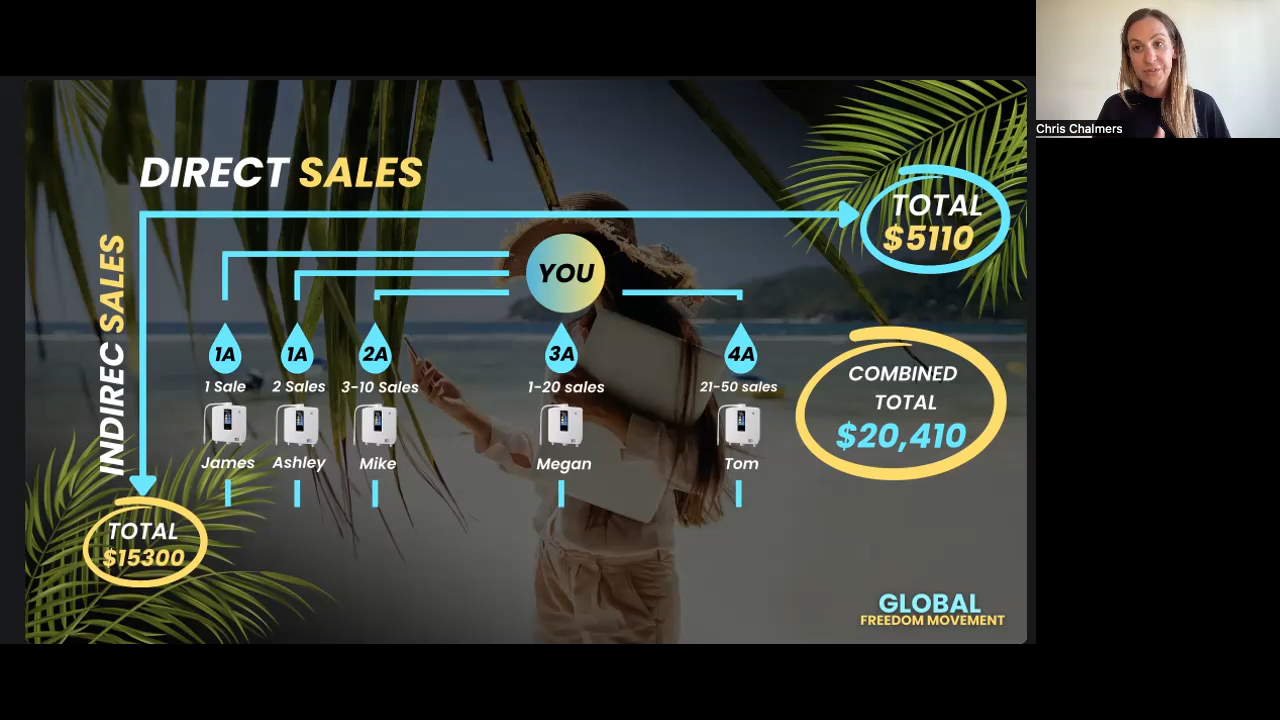 Chris Chalmers
DIRECT SALES
INDIREC SALES
TOTAL
$5110
YOU
1A
1A
2A
3A
4A
1 Sale
2 Sales
3-10 Sales
1-20 sales
21-50 sales
James
Ashley
Mike
Megan
Tom
COMBINED
TOTAL
$20,410
TOTAL
$15300
GLOBAL
FREEDOM MOVEMENT